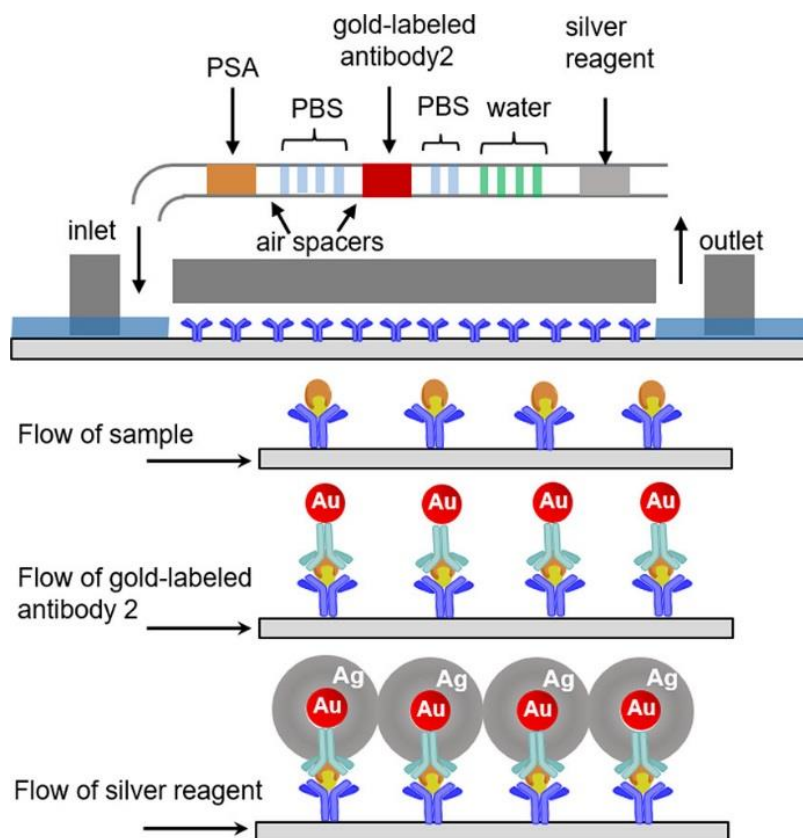 gold-labeled
antibody2
silver
reagent
PSA
PBS
PBS
water
air spacers
inlet
outlet
Flow of sample
Au Au Au Au
Flow of gold-labeled
antibody 2
Ag Ag Ag Ag
Au Au Au Au
Flow of silver reagent